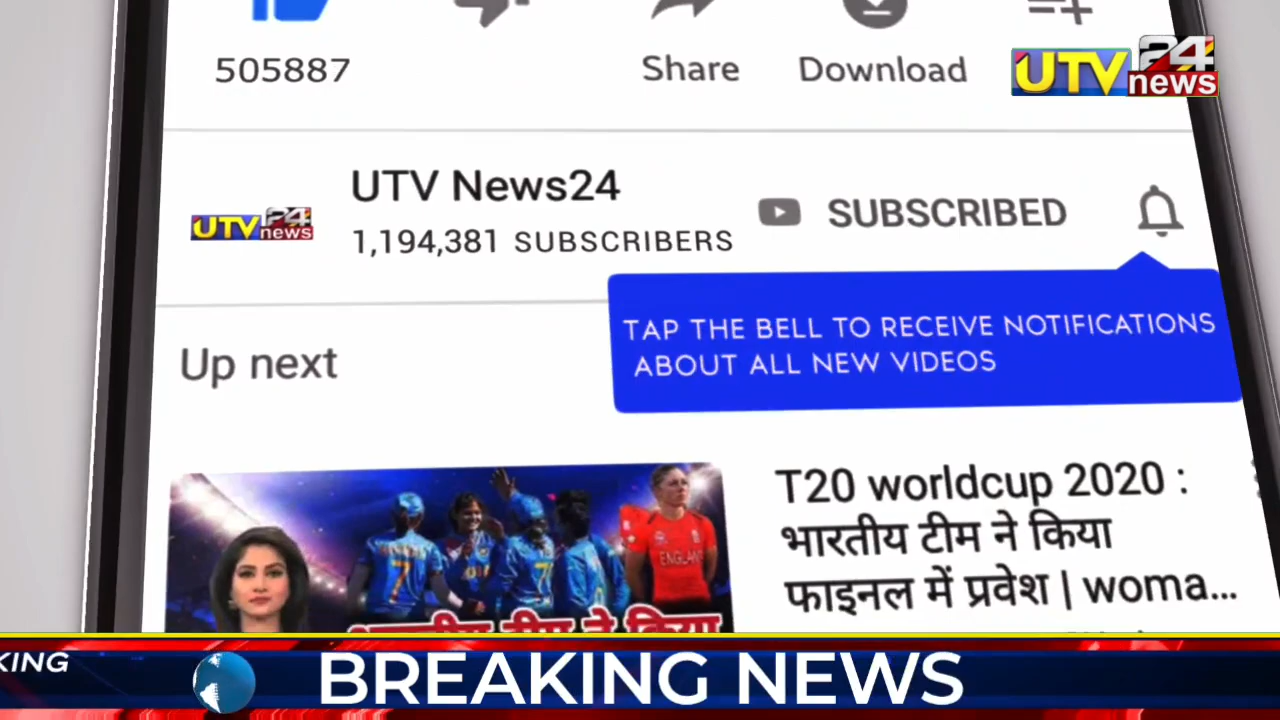 505887
Share
Download
UTV 24 news
UTV News24
UTV 24 news
1,194,381 SUBSCRIBERS
SUBSCRIBED
TAP THE BELL TO RECEIVE NOTIFICATIONS
ABOUT ALL NEW VIDEOS
Up next
7
ENGLAND
भारतीय टीम ने किया
T20 worldcup 2020 :
भारतीय टीम ने किया
फाइनल में प्रवेश | woma...
KING
BREAKING NEWS